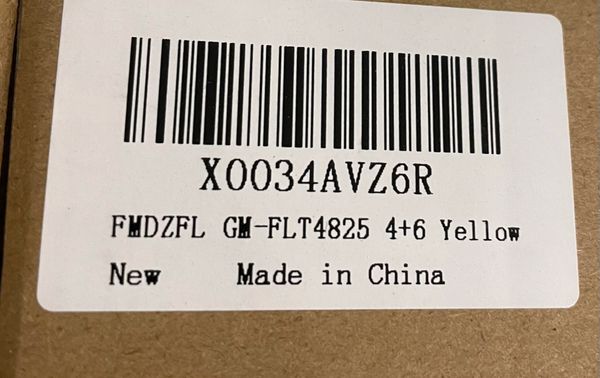 X0034AVZ6R
FMDZFL GM-FLT4825 4+6 Yellow
New Made in China